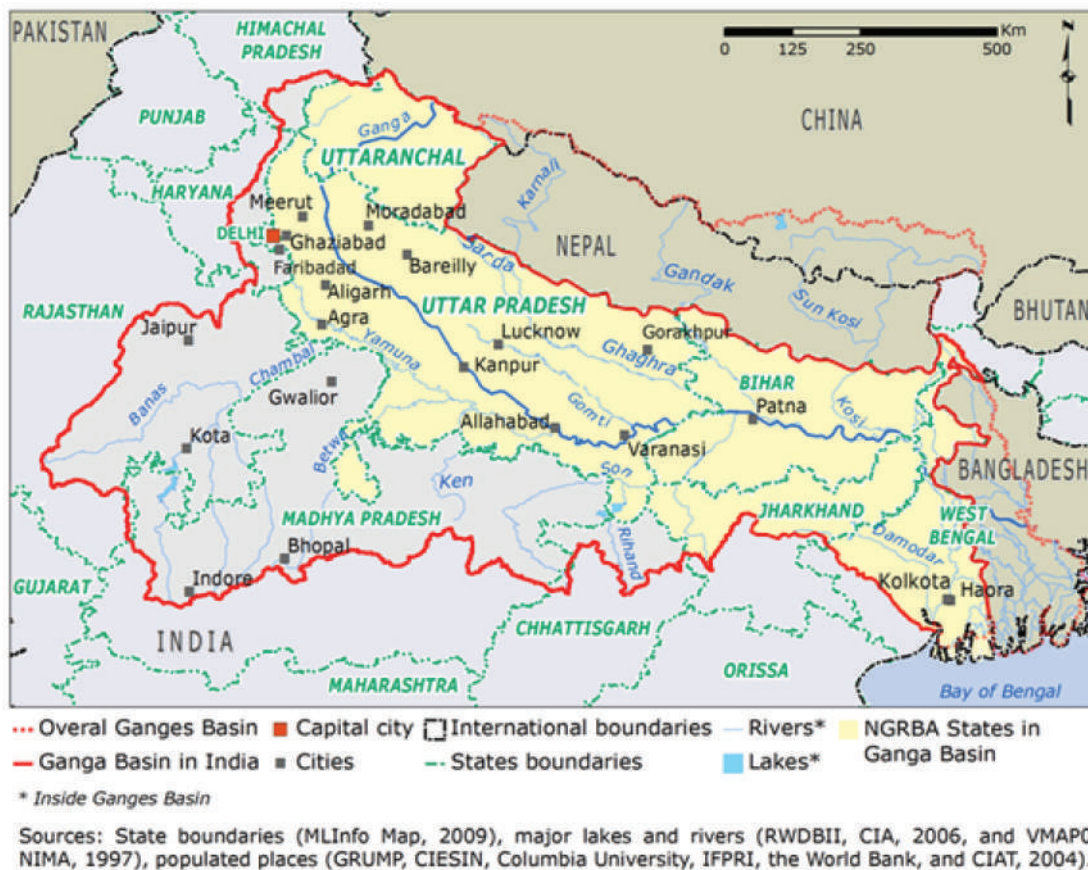 PAKISTAN
HIMACHAL
PRADESH
Km
0 125 250 500
N
PUNJAB
CHINA
Ganga
UTTARANCHAL
HARYANA
Karnali
Meerut
Moradabad
DELHI
Ghaziabad
NEPAL
Faribadad
Bareilly
Sarda
Gandak
Aligarh
Sun Kosi
BHUTAN
RAJASTHAN
UTTAR PRADESH
Jaipur
Agra
Lucknow
Gorakhpur
Yamuna
Ghaghra
Chambal
Kanpur
BIHAR
Banas
Gwalior
Gomti
Patna
Kosi
Allahabad
Kota
Betwa
Varanasi
Son
BANGLADESH
Ken
JHARKHAND
WEST
BENGAL
MADHYA PRADESH
Damodar
Rihand
Bhopal
GUJARAT
Indore
Kolkota
Haora
INDIA
CHHATTISGARH
ORISSA
MAHARASHTRA
Bay of Bengal
Overal Ganges Basin Capital city International boundaries Rivers* NGRBA States in
Ganga Basin
Ganga Basin in India Cities States boundaries Lakes*
* Inside Ganges Basin
Sources: State boundaries (MLInfo Map, 2009), major lakes and rivers (RWDBII, CIA, 2006, and VMAP0
NIMA, 1997), populated places (GRUMP, CIESIN, Columbia University, IFPRI, the World Bank, and CIAT, 2004)